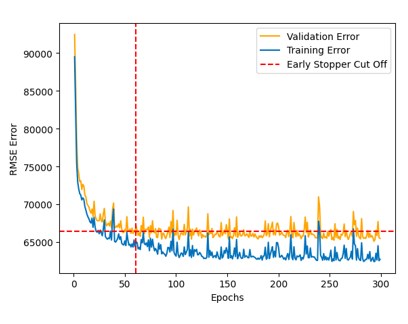 Validation Error
Training Error
Early Stopper Cut Off
90000
85000
80000
75000
70000
65000
RMSE Error
0
50
100
150
200
250
300
Epochs